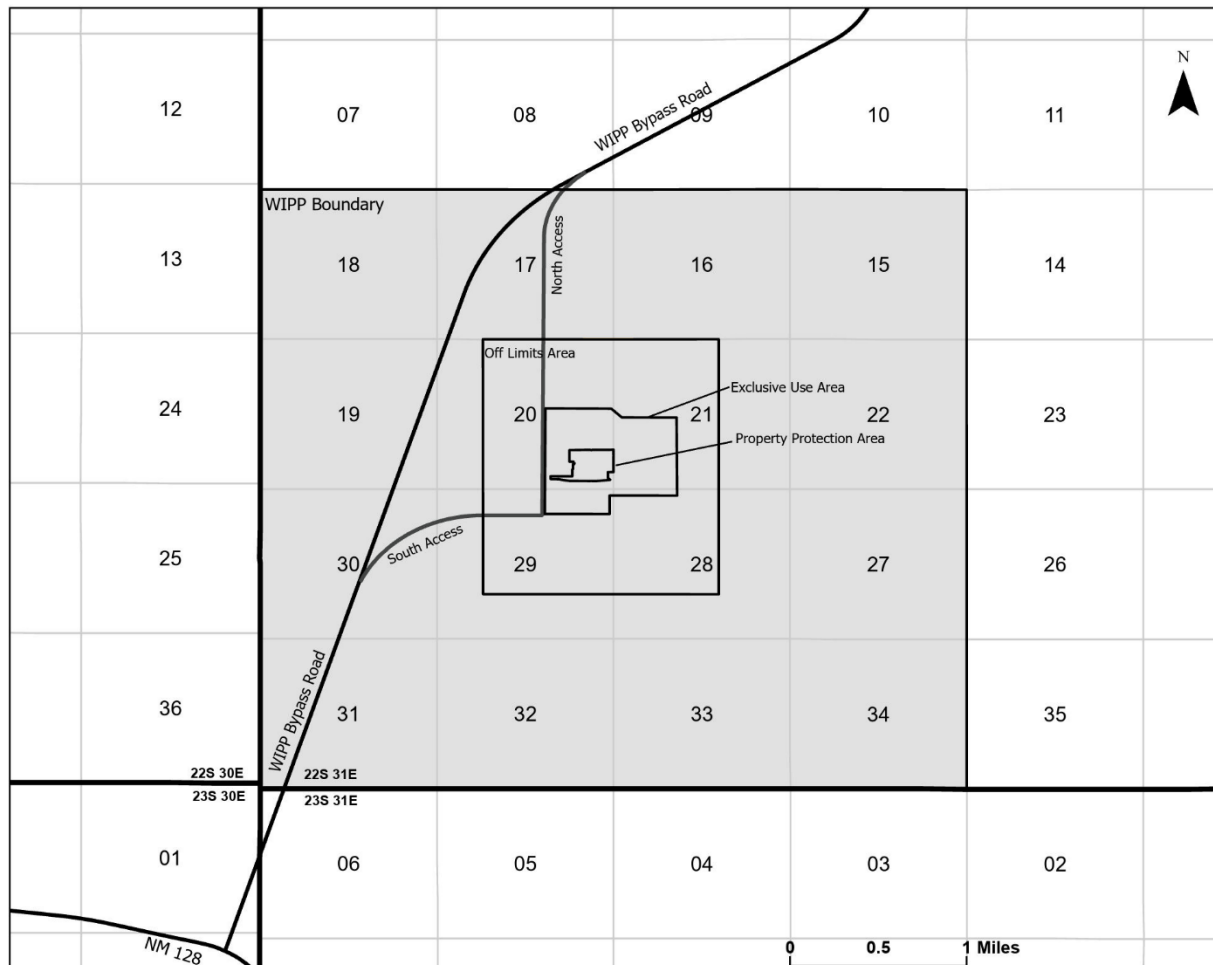 N
12
07
08
WIPP Bypass Road
09
10
11
WIPP Boundary
13
18
17
North Access
16
15
14
Off Limits Area
Exclusive Use Area
24
19
20
21
22
23
Property Protection Area
South Access
25
30
29
28
27
26
WIPP Bypass Road
36
31
32
33
34
35
22S 30E
22S 31E
23S 30E
23S 31E
01
06
05
04
03
02
NM 128
0 0.5 1 Miles